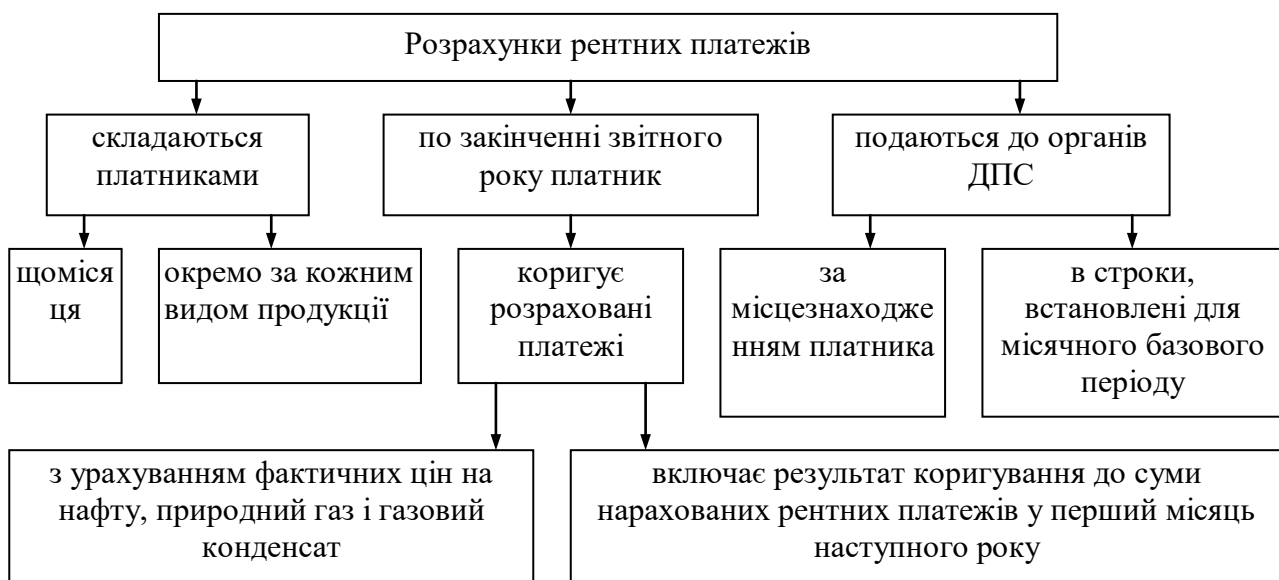 Розрахунки рентних платежів
складаються
платниками
по закінченні звітного
року платник
подаються до органів
ДПС
щоміся
ця
окремо за кожним
видом продукції
коригує
розраховані
платежі
за
місцезнаходже
нням платника
в строки,
встановлені для
місячного базового
періоду
з урахуванням фактичних цін на
нафту, природний газ і газовий
конденсат
включає результат коригування до суми
нарахованих рентних платежів у перший місяць
наступного року